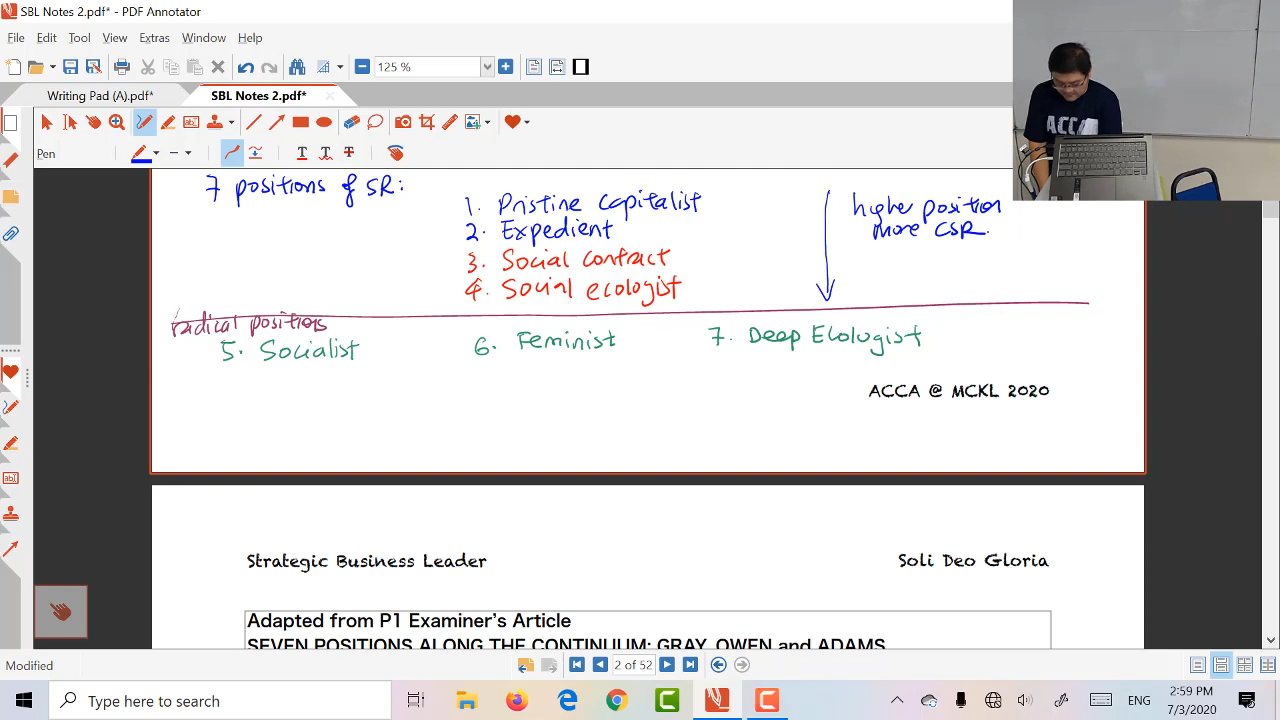 SBL Notes 2.pdf* - PDF Annotator
File Edit Tool View Extras Window Help
125 %
Writing Pad (A).pdf* SBL Notes 2.pdf*
Pen
ACCA
7 positions of SR:
1. Pristine capitalist
2. Expedient
3. Social contract
4. Social ecologist
higher position
more CSR.
radical positions
5. Socialist 6. Feminist 7. Deep Ecologist
ACCA @ MCKL 2020
Strategic Business Leader Soli Deo Gloria
Adapted from P1 Examiner's Article
SEVEN POSITIONS ALONG THE CONTINUUM: GRAY, OWEN and ADAMS
Modified 2 of 52
Type here to search
ENG
2:59 PM
7/3/2020